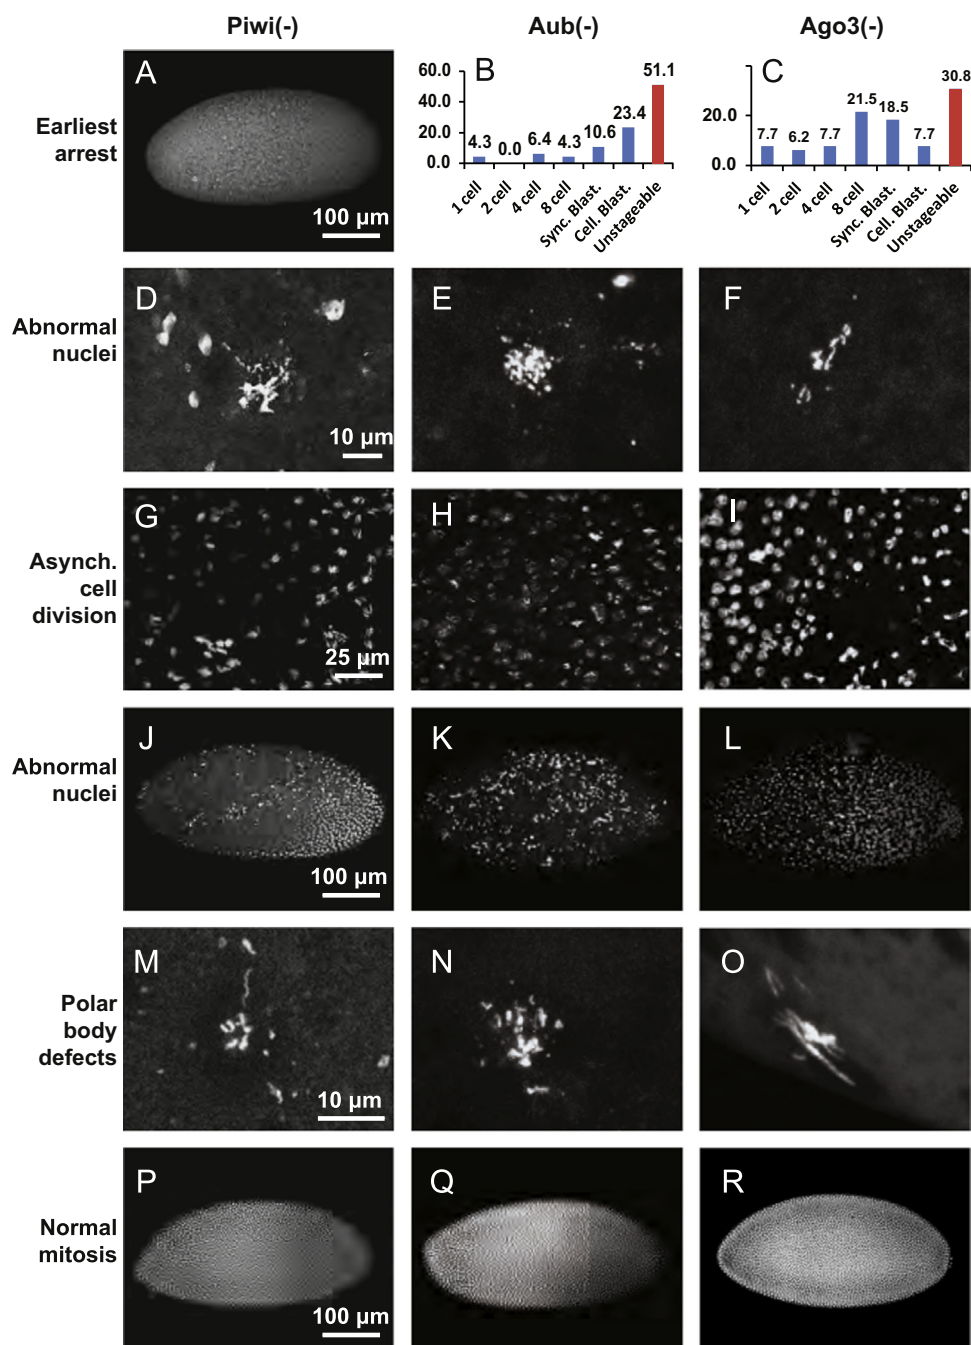 Piwi(-) Aub(-) Ago3(-)
Earliest
arrest
A
100 µm
B
60.0
40.0
20.0
0.0
4.3 0.0 6.4 4.3 10.6 23.4 51.1
1 cell 2 cell 4 cell 8 cell Sync. Blast. Cell. Blast. Unstageable
C
20.0
0.0
7.7 6.2 7.7 21.5 18.5 7.7 30.8
1 cell 2 cell 4 cell 8 cell Sync. Blast. Cell. Blast. Unstageable
Abnormal
nuclei
D E F
10 µm
Asynch.
cell
division
G H I
25 µm
Abnormal
nuclei
J K L
100 µm
Polar
body
defects
M N O
10 µm
Normal
mitosis
P Q R
100 µm